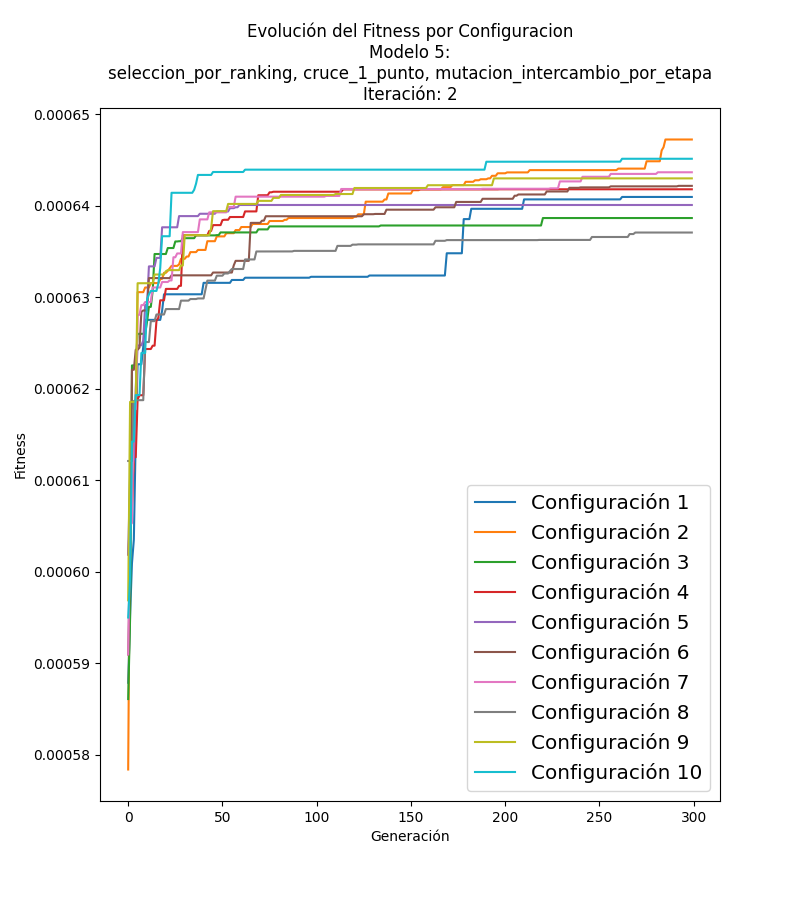 Evolución del Fitness por Configuracion
Modelo 5:
seleccion_por_ranking, cruce_1_punto, mutacion_intercambio_por_etapa
Iteración: 2
0.00065
0.00064
0.00063
0.00062
0.00061
0.00060
0.00059
0.00058
Fitness
Configuración 1
Configuración 2
Configuración 3
Configuración 4
Configuración 5
Configuración 6
Configuración 7
Configuración 8
Configuración 9
Configuración 10
0 50 100 150 200 250 300
Generación